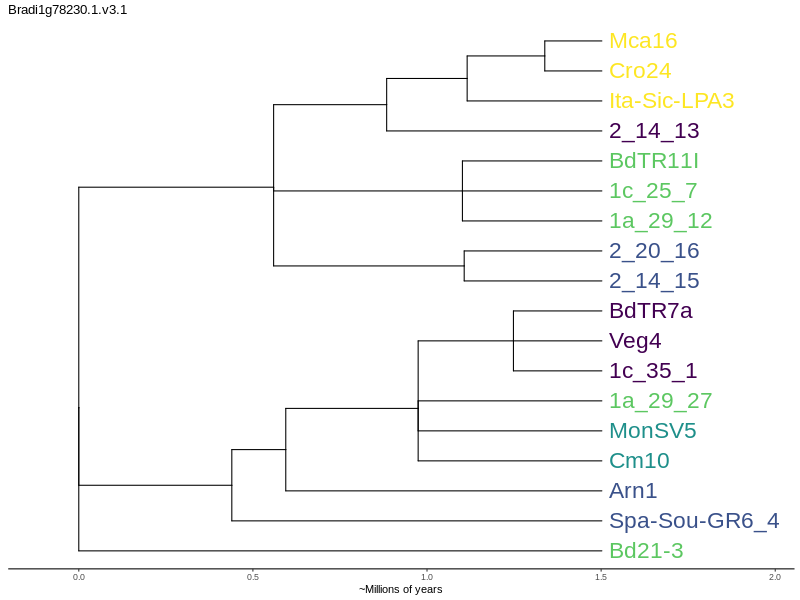 Bradi1g78230.1.v3.1
Mca16
Cro24
Ita-Sic-LPA3
2_14_13
BdTR11I
1c_25_7
1a_29_12
2_20_16
2_14_15
BdTR7a
Veg4
1c_35_1
1a_29_27
MonSV5
Cm10
Arn1
Spa-Sou-GR6_4
Bd21-3
0.0 0.5 1.0 1.5 2.0
~Millions of years